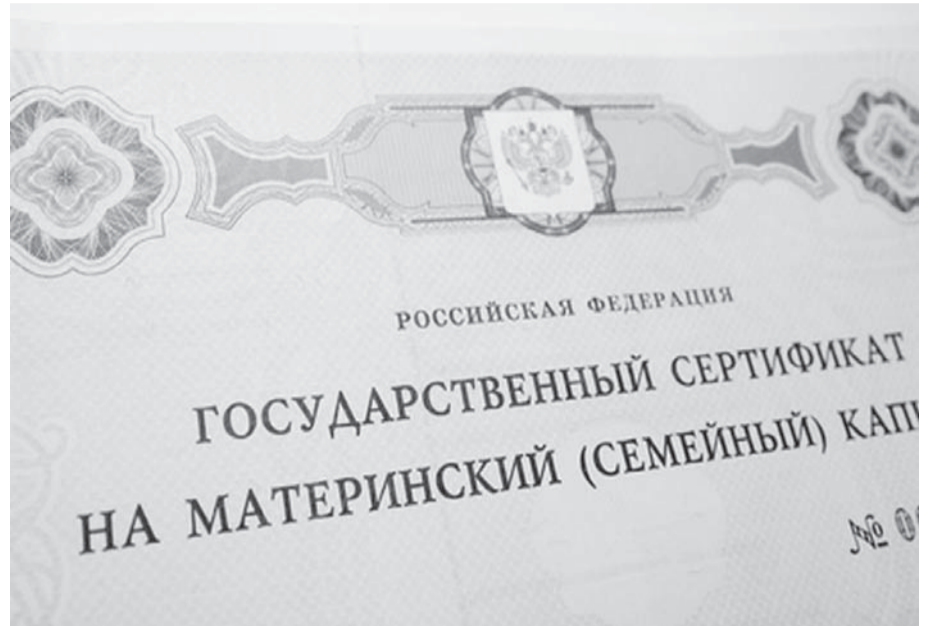 РОССИЙСКАЯ ФЕДЕРАЦИЯ
ГОСУДАРСТВЕННЫЙ СЕРТИФИКАТ
НА МАТЕРИНСКИЙ (СЕМЕЙНЫЙ)
№